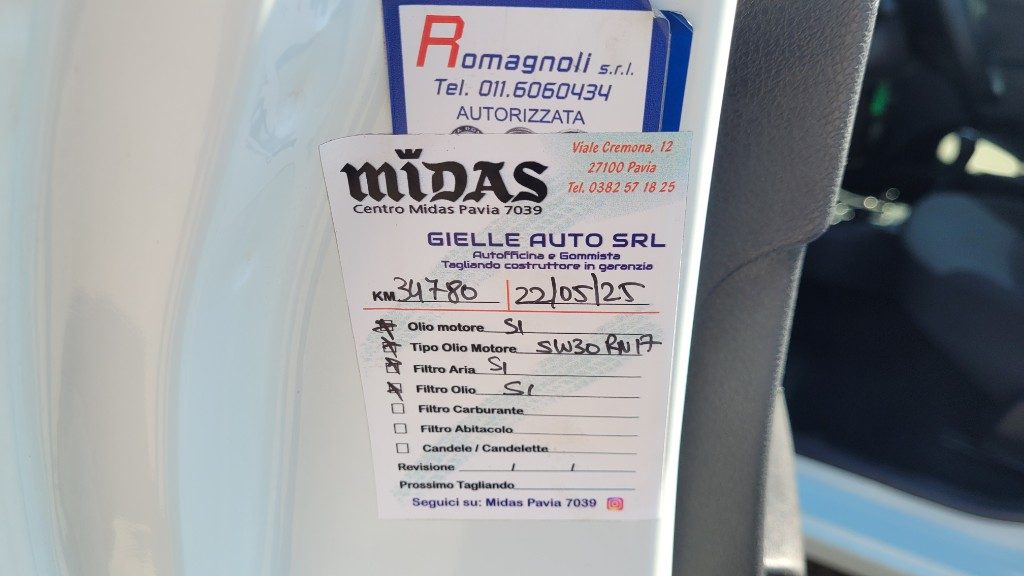 Romagnoli s.r.l.
Tel. 011.6060434
AUTORIZZATA
MIDAS
Centro Midas Pavia 7039
Viale Cremona, 12
27100 Pavia
Tel. 0382 57 18 25
GIELLE AUTO SRL
Autofficina e Gommista
Tagliando costruttore in garanzia
KM 34780 22/05/25
Olio motore SI
Tipo Olio Motore 5W30 RN17
Filtro Aria SI
Filtro Olio SI
Filtro Carburante
Filtro Abitacolo
Candele / Candelette
Revisione / /
Prossimo Tagliando
Seguici su: Midas Pavia 7039